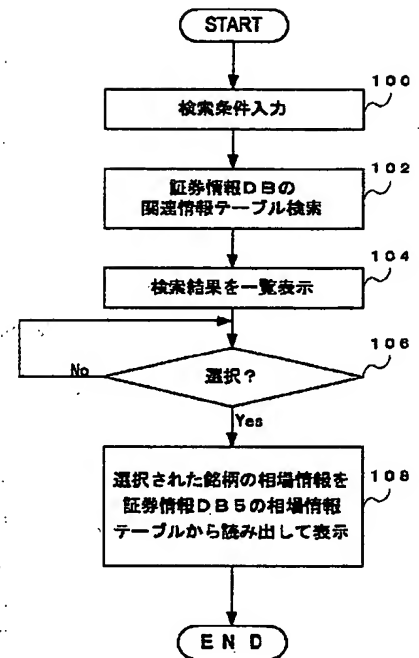 START
100
検索条件入力
102
証券情報DBの
関連情報テーブル検索
104
検索結果を一覧表示
106
選択?
No
Yes
108
選択された銘柄の相場情報を
証券情報DB5の相場情報
テーブルから読み出して表示
END